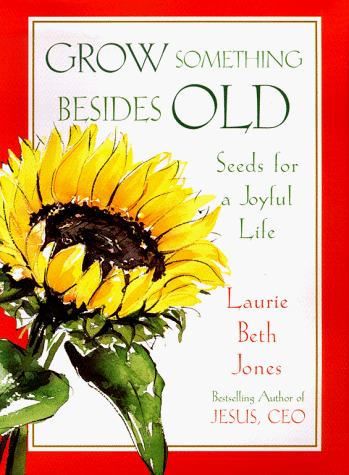 GROW SOMETHING
BESIDES OLD
Seeds for
a Joyful
Life
Laurie
Beth
Jones
Bestselling Author of
JESUS, CEO